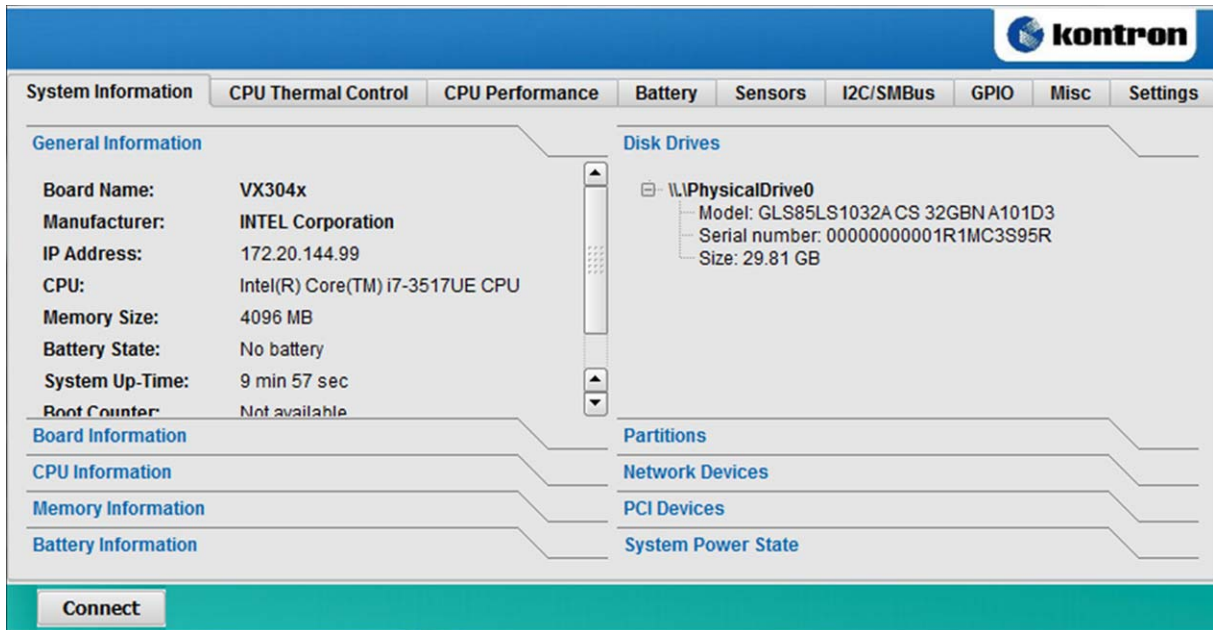 kontron
System Information CPU Thermal Control CPU Performance Battery Sensors I2C/SMBus GPIO Misc Settings
General Information
Board Name: VX304x
Manufacturer: INTEL Corporation
IP Address: 172.20.144.99
CPU: Intel(R) Core(TM) i7-3517UE CPU
Memory Size: 4096 MB
Battery State: No battery
System Up-Time: 9 min 57 sec
Boot Counter: Not available
Board Information
CPU Information
Memory Information
Battery Information
Disk Drives
\\.\PhysicalDrive0
Model: GLS85LS1032A CS 32GBN A101D3
Serial number: 00000000001R1MC3S95R
Size: 29.81 GB
Partitions
Network Devices
PCI Devices
System Power State
Connect